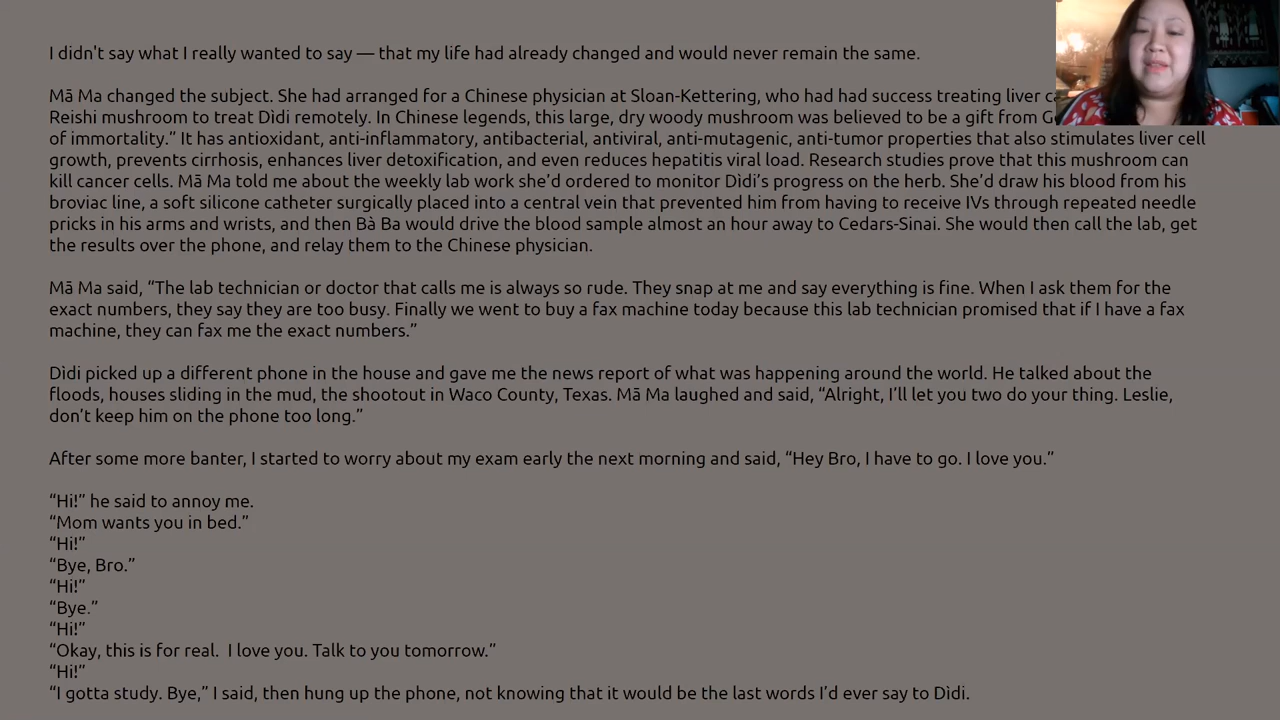 I didn't say what I really wanted to say — that my life had already changed and would never remain the same.
Mā Ma changed the subject. She had arranged for a Chinese physician at Sloan-Kettering, who had had success treating liver
Reishi mushroom to treat Dìdi remotely. In Chinese legends, this large, dry woody mushroom was believed to be a gift from
of immortality.” It has antioxidant, anti-inflammatory, antibacterial, antiviral, anti-mutagenic, anti-tumor properties that also stimulates liver cell
growth, prevents cirrhosis, enhances liver detoxification, and even reduces hepatitis viral load. Research studies prove that this mushroom can
kill cancer cells. Mā Ma told me about the weekly lab work she’d ordered to monitor Dìdi’s progress on the herb. She’d draw his blood from his
broviac line, a soft silicone catheter surgically placed into a central vein that prevented him from having to receive IVs through repeated needle
pricks in his arms and wrists, and then Bà Ba would drive the blood sample almost an hour away to Cedars-Sinai. She would then call the lab, get
the results over the phone, and relay them to the Chinese physician.
Mā Ma said, “The lab technician or doctor that calls me is always so rude. They snap at me and say everything is fine. When I ask them for the
exact numbers, they say they are too busy. Finally we went to buy a fax machine today because this lab technician promised that if I have a fax
machine, they can fax me the exact numbers.”
Dìdi picked up a different phone in the house and gave me the news report of what was happening around the world. He talked about the
floods, houses sliding in the mud, the shootout in Waco County, Texas. Mā Ma laughed and said, “Alright, I’ll let you two do your thing. Leslie,
don’t keep him on the phone too long.”
After some more banter, I started to worry about my exam early the next morning and said, “Hey Bro, I have to go. I love you.”
“Hi!” he said to annoy me.
“Mom wants you in bed.”
“Hi!”
“Bye, Bro.”
“Hi!”
“Bye.”
“Hi!”
“Okay, this is for real.  I love you. Talk to you tomorrow.”
“Hi!”
“I gotta study. Bye,” I said, then hung up the phone, not knowing that it would be the last words I’d ever say to Dìdi.